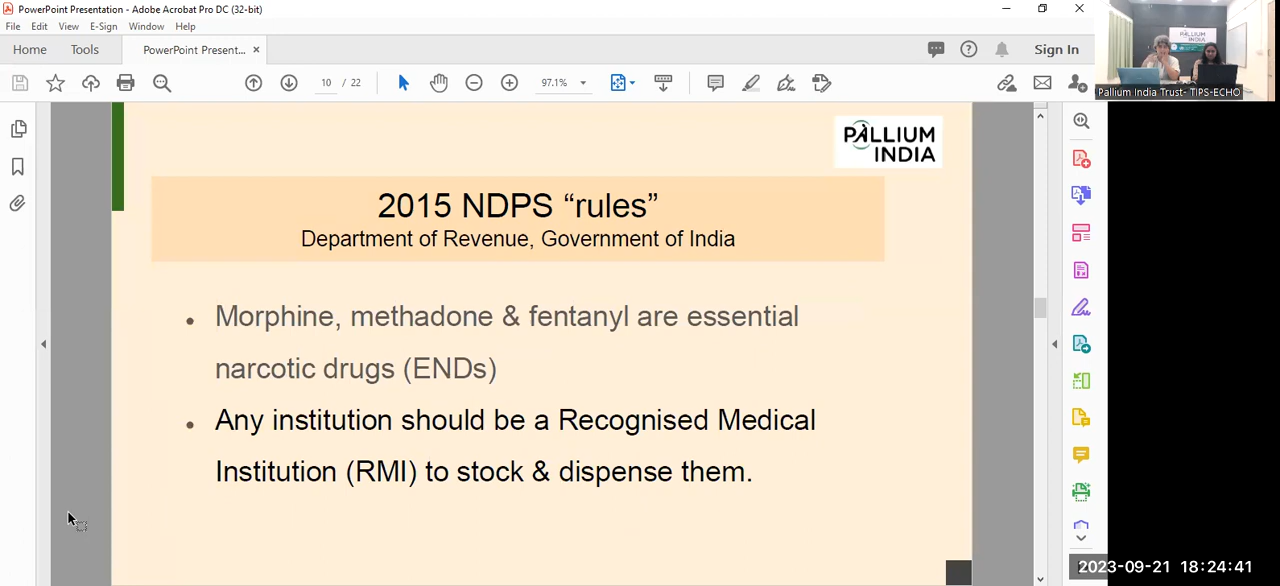 PowerPoint Presentation - Adobe Acrobat Pro DC (32-bit)
File Edit View E-Sign Window Help
Home Tools PowerPoint Present... × Sign In
10 / 22 97.1%
PALLIUM
INDIA
Pallium India Trust- TIPS-ECHO
PALLIUM
INDIA
2015 NDPS “rules”
Department of Revenue, Government of India
• Morphine, methadone & fentanyl are essential
narcotic drugs (ENDs)
• Any institution should be a Recognised Medical
Institution (RMI) to stock & dispense them.
2023-09-21 18:24:41